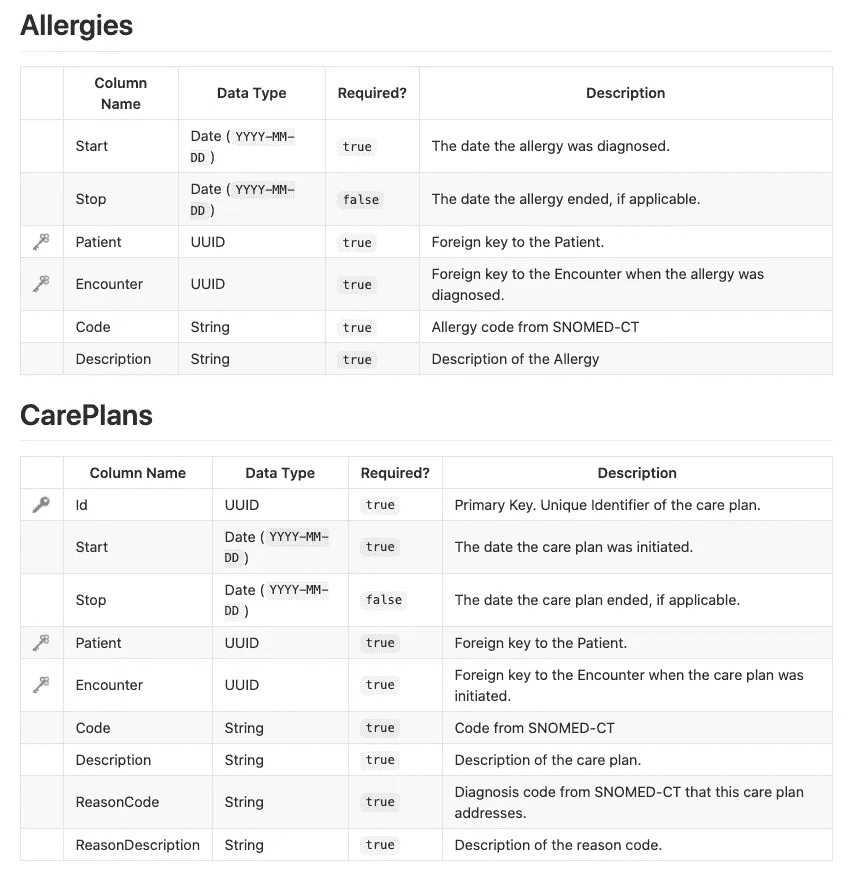 Allergies
Column Name Data Type Required? Description
Start Date ( YYYY-MM-DD ) true The date the allergy was diagnosed.
Stop Date ( YYYY-MM-DD ) false The date the allergy ended, if applicable.
Patient UUID true Foreign key to the Patient.
Encounter UUID true Foreign key to the Encounter when the allergy was diagnosed.
Code String true Allergy code from SNOMED-CT
Description String true Description of the Allergy
CarePlans
Column Name Data Type Required? Description
Id UUID true Primary Key. Unique Identifier of the care plan.
Start Date ( YYYY-MM-DD ) true The date the care plan was initiated.
Stop Date ( YYYY-MM-DD ) false The date the care plan ended, if applicable.
Patient UUID true Foreign key to the Patient.
Encounter UUID true Foreign key to the Encounter when the care plan was initiated.
Code String true Code from SNOMED-CT
Description String true Description of the care plan.
ReasonCode String true Diagnosis code from SNOMED-CT that this care plan addresses.
ReasonDescription String true Description of the reason code.